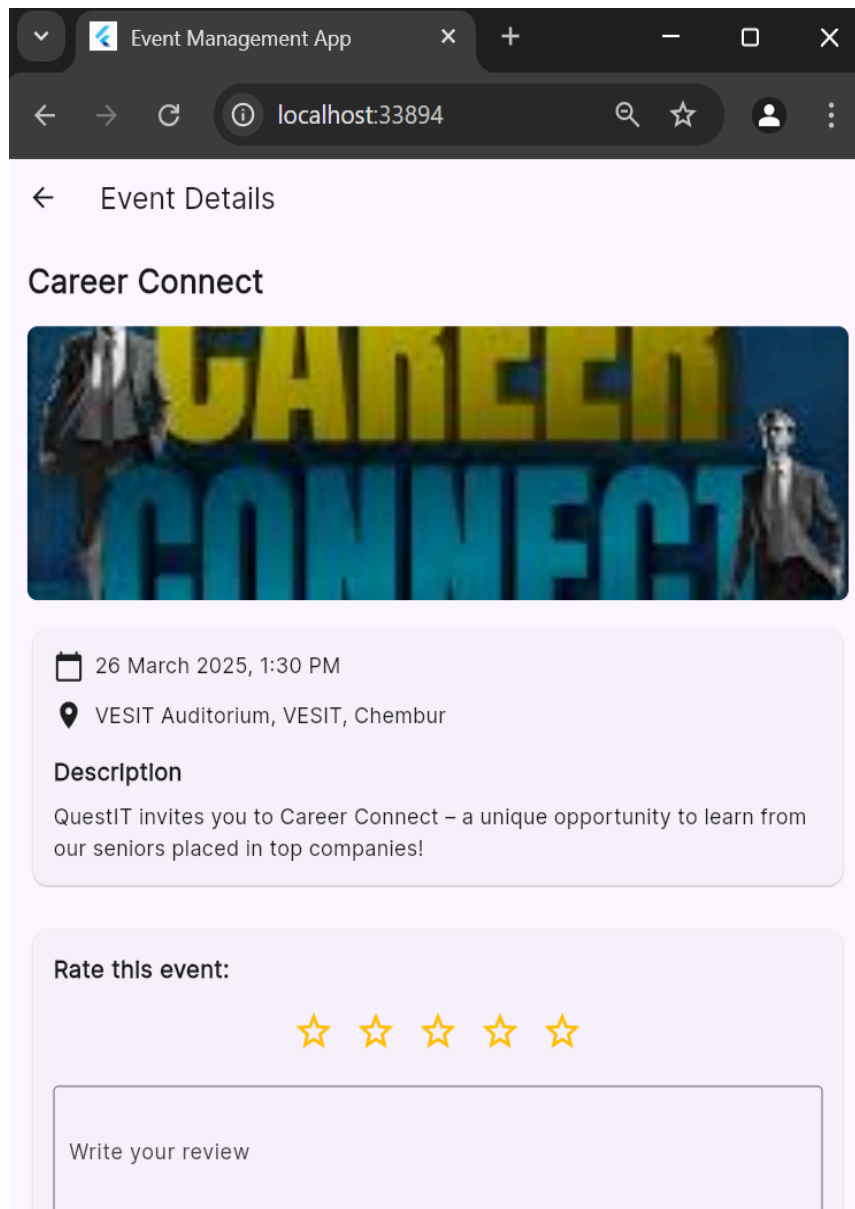 Event Management App
localhost:33894
Event Details
Career Connect
CAREER
CONNECT
26 March 2025, 1:30 PM
VESIT Auditorium, VESIT, Chembur
Description
QuestIT invites you to Career Connect – a unique opportunity to learn from
our seniors placed in top companies!
Rate this event:
Write your review